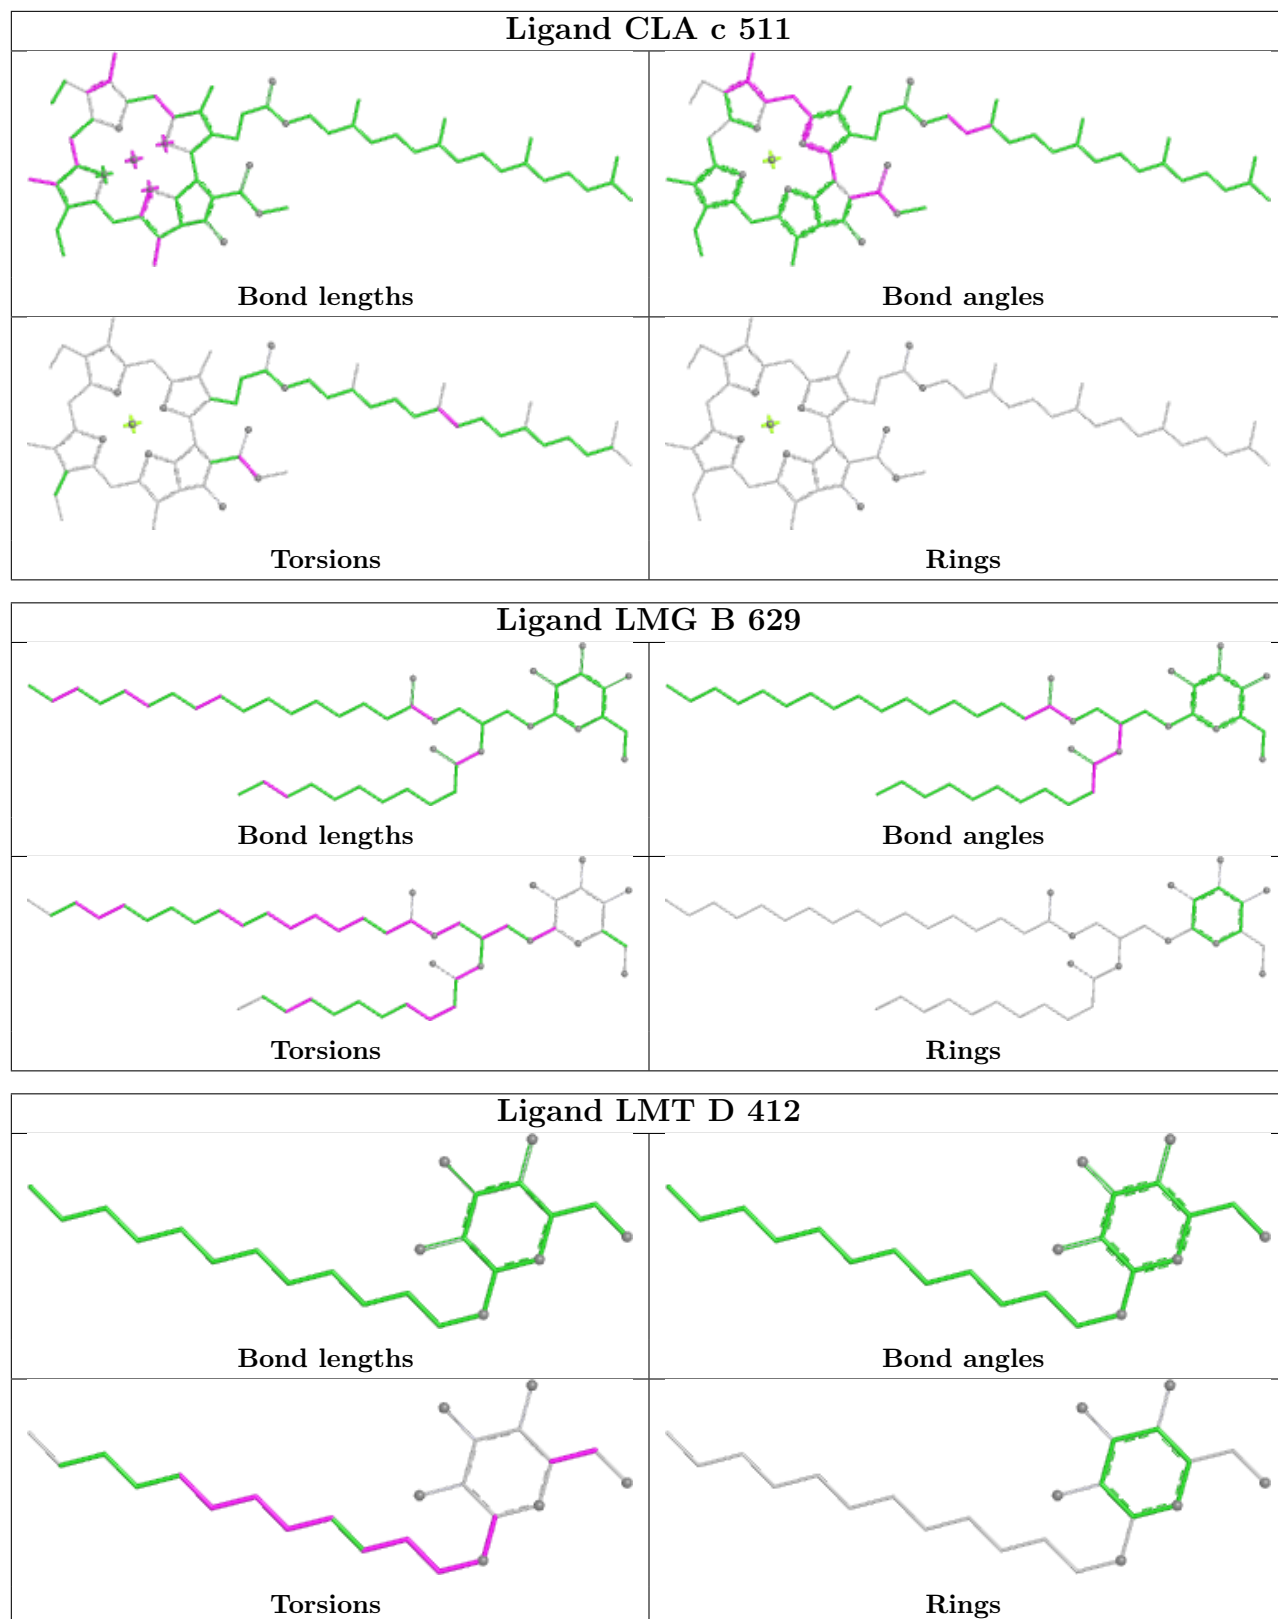 Ligand CLA c 511
Bond lengths
Bond angles
Torsions
Rings
Ligand LMG B 629
Bond lengths
Bond angles
Torsions
Rings
Ligand LMT D 412
Bond lengths
Bond angles
Torsions
Rings